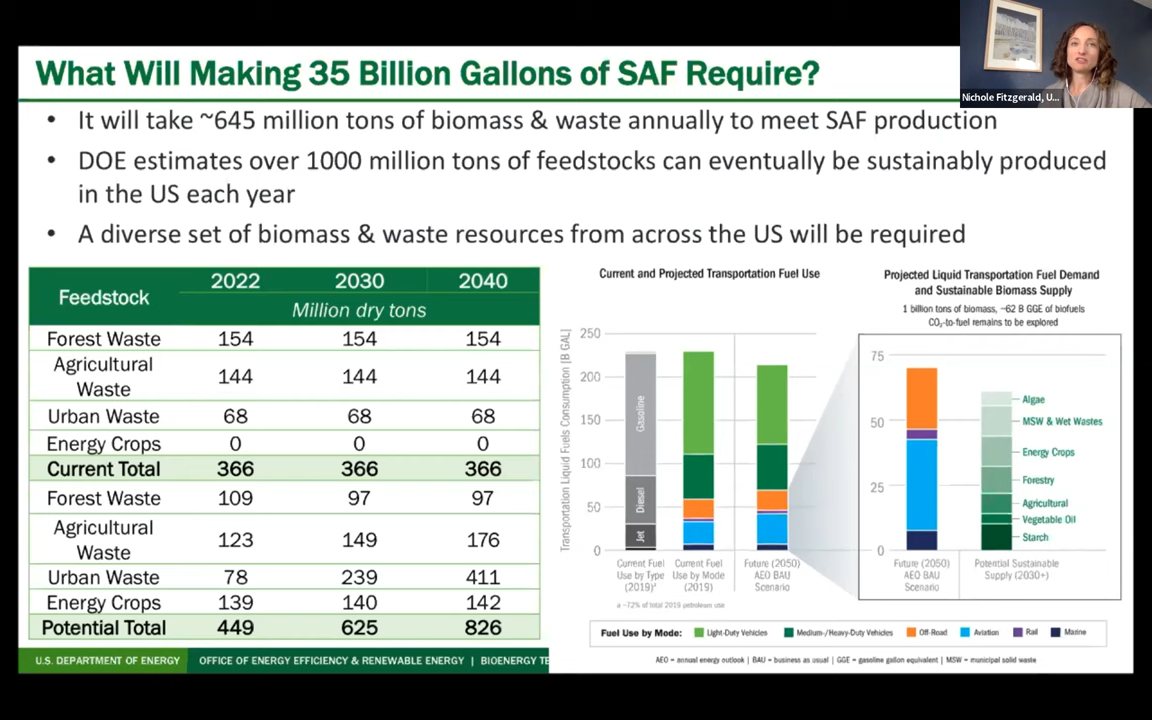 What Will Making 35 Billion Gallons of SAF Require?
Nichole Fitzgerald, U...
• It will take ~645 million tons of biomass & waste annually to meet SAF production
• DOE estimates over 1000 million tons of feedstocks can eventually be sustainably produced
in the US each year
• A diverse set of biomass & waste resources from across the US will be required
Feedstock 2022 2030 2040
Million dry tons
Forest Waste 154 154 154
Agricultural
Waste 144 144 144
Urban Waste 68 68 68
Energy Crops 0 0 0
Current Total 366 366 366
Forest Waste 109 97 97
Agricultural
Waste 123 149 176
Urban Waste 78 239 411
Energy Crops 139 140 142
Potential Total 449 625 826
Current and Projected Transportation Fuel Use
Transportation Liquid Fuels Consumption [B GAL]
250
200
150
100
50
0
Gasoline
Diesel
Jet
Current Fuel
Use by Type
(2019)ª
Current Fuel
Use by Mode
(2019)
Future (2050)
AEO BAU
Scenario
a ~72% of total 2019 petroleum use
Projected Liquid Transportation Fuel Demand
and Sustainable Biomass Supply
1 billion tons of biomass, ~62 B GGE of biofuels
CO₂-to-fuel remains to be explored
75
50
25
0
Algae
MSW & Wet Wastes
Energy Crops
Forestry
Agricultural
Vegetable Oil
Starch
Future (2050)
AEO BAU
Scenario
Potential Sustainable
Supply (2030+)
Fuel Use by Mode: Light-Duty Vehicles Medium-/Heavy-Duty Vehicles Off-Road Aviation Rail Marine
AEO = annual energy outlook | BAU = business as usual | GGE = gasoline gallon equivalent | MSW = municipal solid waste
U.S. DEPARTMENT OF ENERGY OFFICE OF ENERGY EFFICIENCY & RENEWABLE ENERGY | BIOENERGY TE